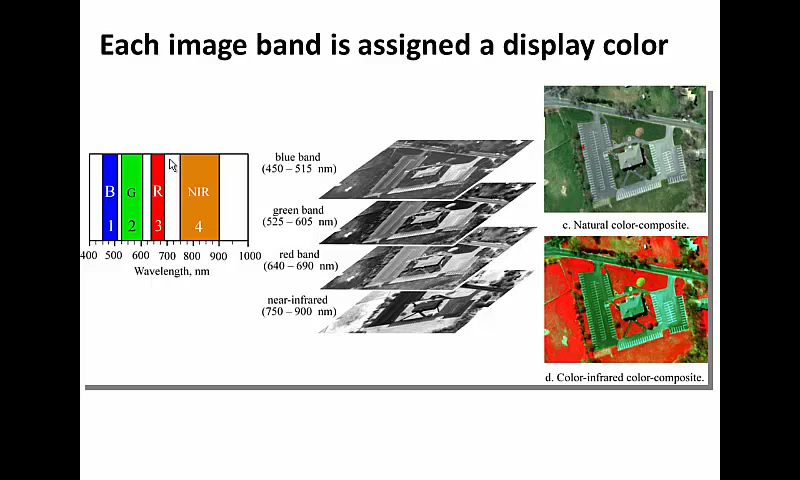 Each image band is assigned a display color
B
G
R
NIR
1
2
3
4
400 500 600 700 800 900 1000
Wavelength, nm
blue band
(450 – 515 nm)
green band
(525 – 605 nm)
red band
(640 – 690 nm)
near-infrared
(750 – 900 nm)
c. Natural color-composite.
d. Color-infrared color-composite.